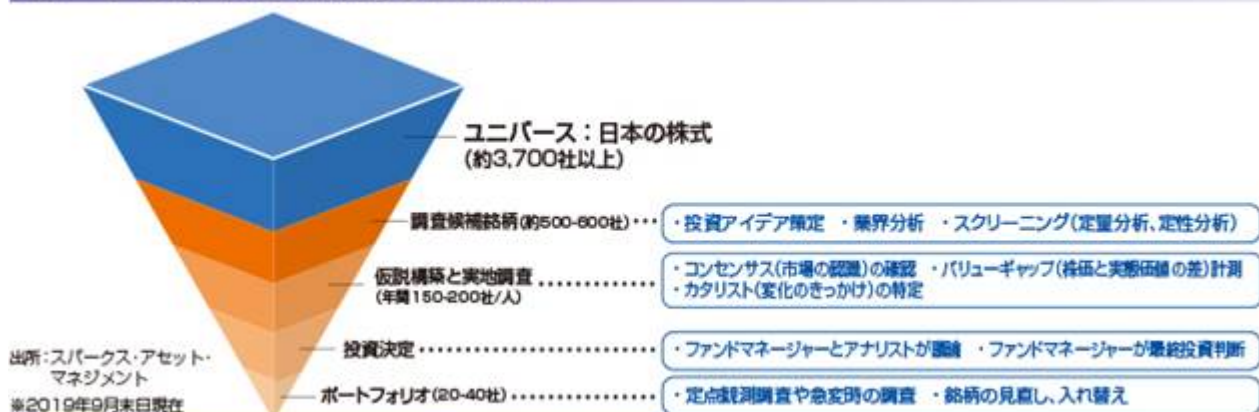 ユニバース：日本の株式
(約3,700社以上)
調査候補銘柄(約500-600社)
・投資アイデア策定 ・業界分析 ・スクリーニング(定量分析、定性分析)
仮説構築と実地調査
(年間150-200社/人)
・コンセンサス(市場の認識)の確認 ・バリューギャップ(株価と実態価値の差)計測
・カタリスト(変化のきっかけ)の特定
投資決定
・ファンドマネージャーとアナリストが議論 ・ファンドマネージャーが最終投資判断
ポートフォリオ(20-40社)
・定点観測調査や急変時の調査 ・銘柄の見直し、入れ替え
出所：スパークス・アセット・
マネジメント
※2019年9月末日現在